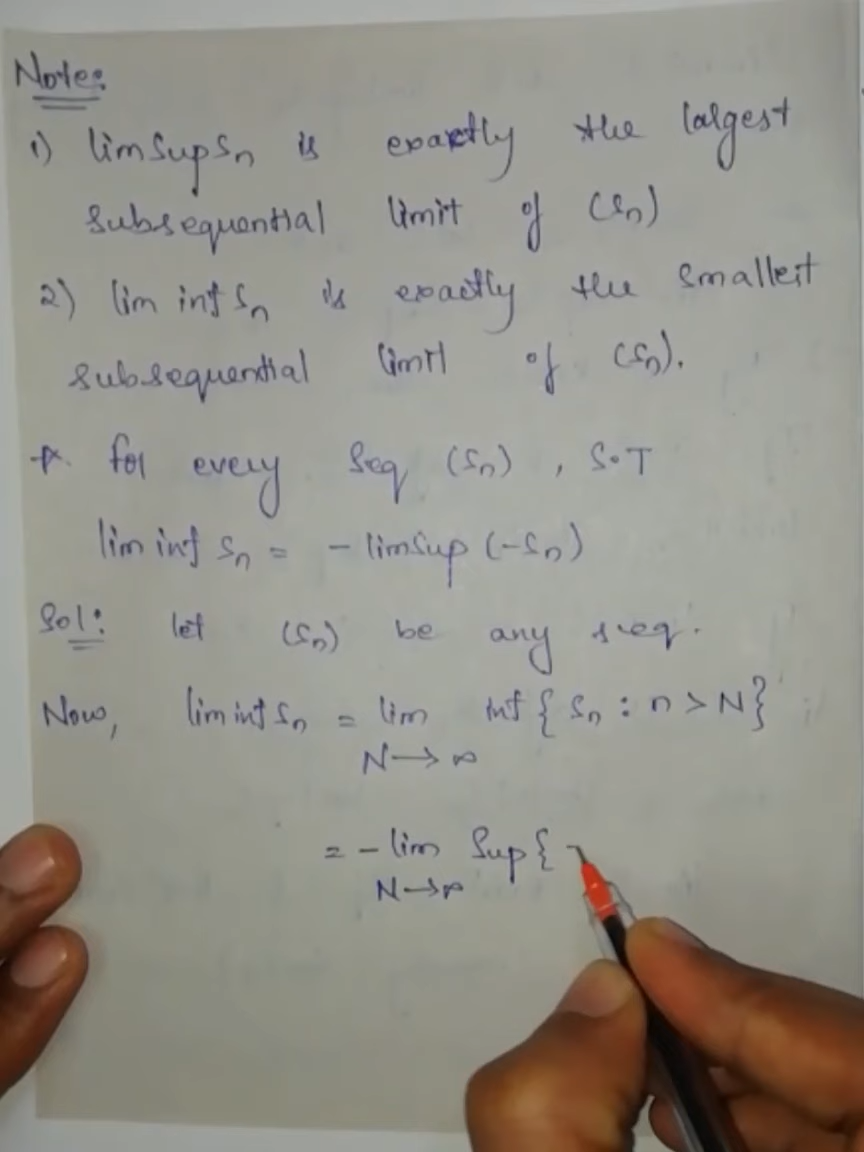 Note:
1) lim sup sn is exactly the largest
subsequential limit of (sn)
2) lim inf sn is exactly the smallest
subsequential limit of (sn).
* for every seq (sn), S.T
lim inf sn = - lim sup (-sn)
Sol: let (sn) be any seq.
Now, lim inf sn = lim inf { sn : n > N}
N → ∞
= - lim Sup { -
N → ∞